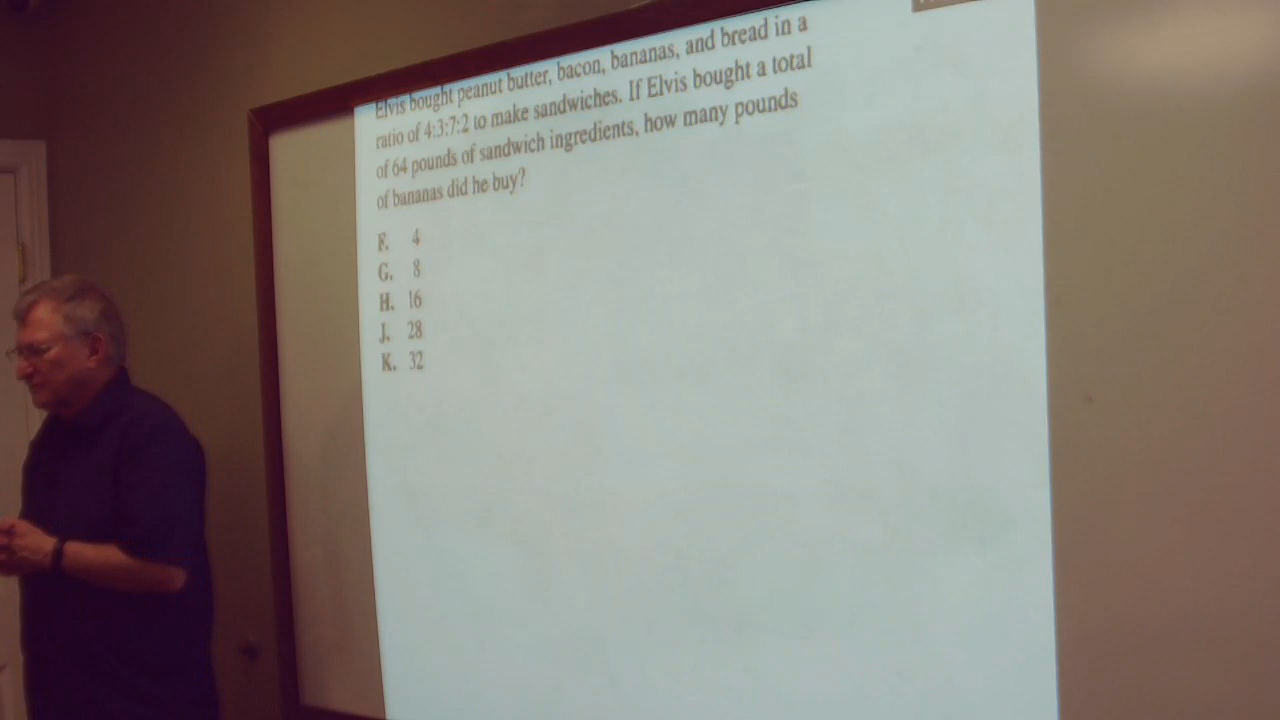 Elvis bought peanut butter, bacon, bananas, and bread in a
ratio of 4:3:7:2 to make sandwiches. If Elvis bought a total
of 64 pounds of sandwich ingredients, how many pounds
of bananas did he buy?
F. 4
G. 8
H. 16
J. 28
K. 32